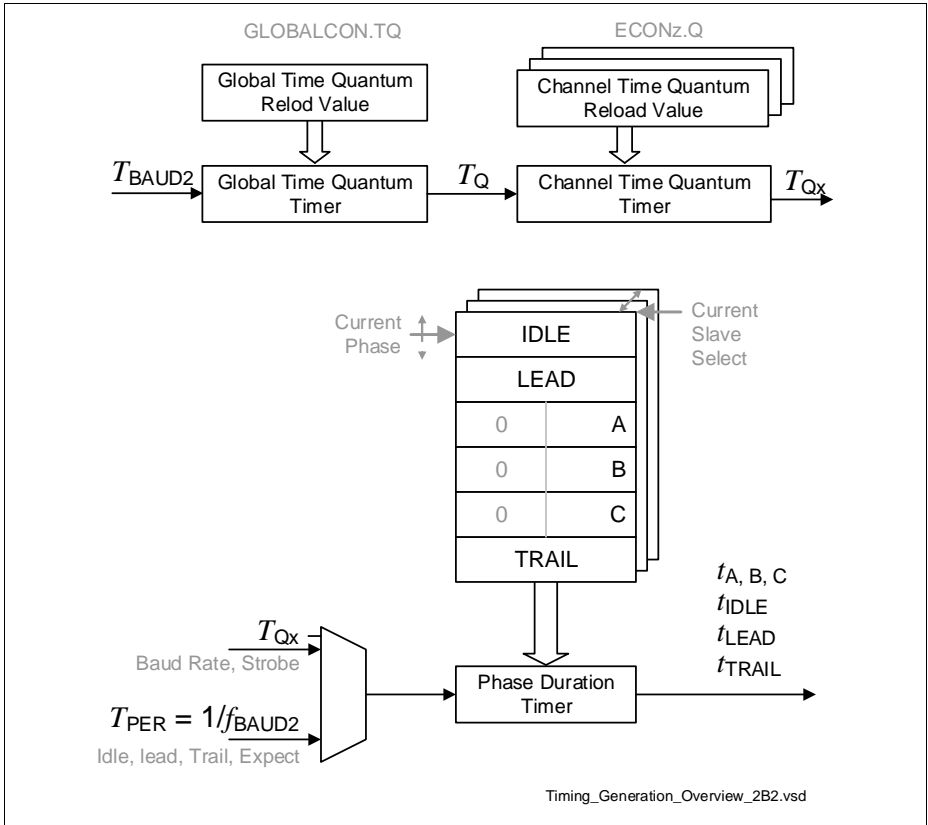 GLOBALCON.TQ
ECONz.Q
Global Time Quantum
Relod Value
Channel Time Quantum
Reload Value
TBAUD2
Global Time Quantum
Timer
TQ
Channel Time Quantum
Timer
TQx
Current
Phase
IDLE
Current
Slave
Select
LEAD
0 A
0 B
0 C
TRAIL
tA, B, C
tIDLE
tLEAD
tTRAIL
TQx
Baud Rate, Strobe
Phase Duration
Timer
TPER = 1/fBAUD2
Idle, lead, Trail, Expect
Timing_Generation_Overview_2B2.vsd